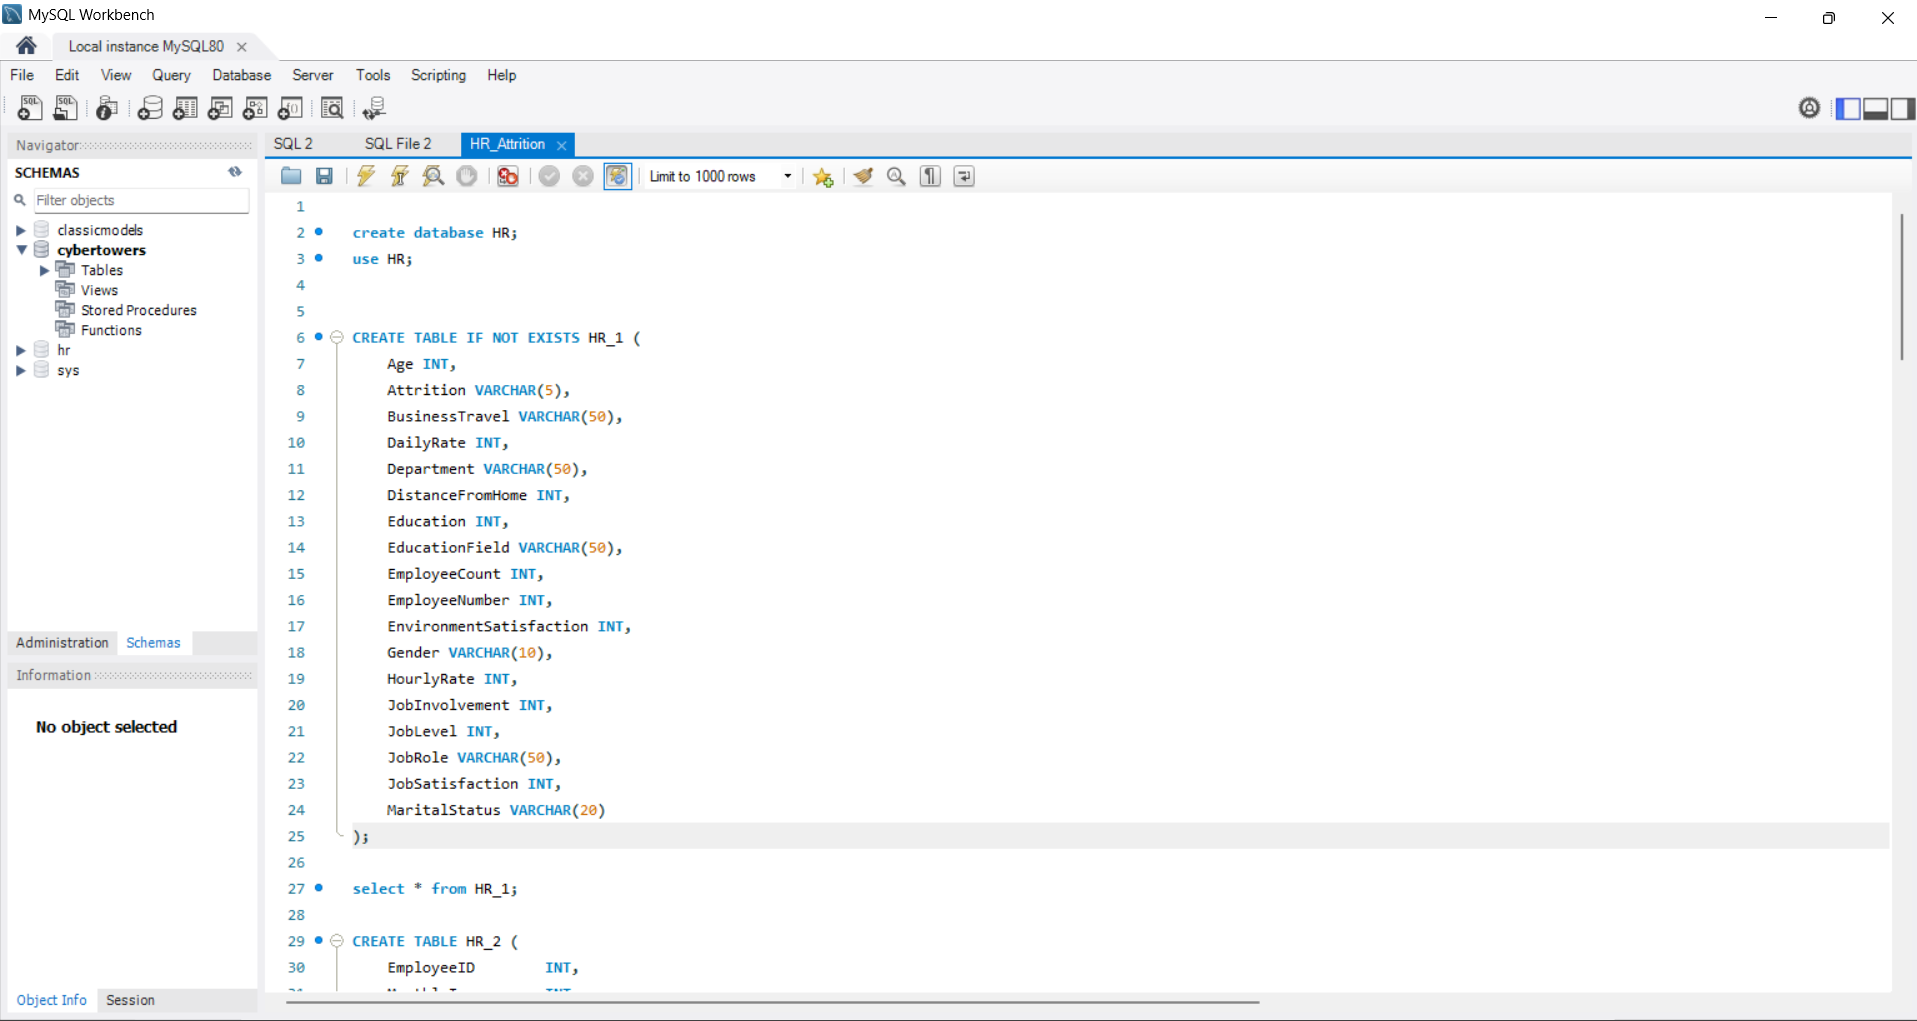 MySQL Workbench
Local instance MySQL80
File Edit View Query Database Server Tools Scripting Help
Navigator
SCHEMAS
Filter objects
classicmodels
cybertowers
Tables
Views
Stored Procedures
Functions
hr
sys
Administration Schemas
Information
No object selected
Object Info Session
SQL 2 SQL File 2 HR_Attrition
Limit to 1000 rows
1
2 create database HR;
3 use HR;
4
5
6 CREATE TABLE IF NOT EXISTS HR_1 (
7 Age INT,
8 Attrition VARCHAR(5),
9 BusinessTravel VARCHAR(50),
10 DailyRate INT,
11 Department VARCHAR(50),
12 DistanceFromHome INT,
13 Education INT,
14 EducationField VARCHAR(50),
15 EmployeeCount INT,
16 EmployeeNumber INT,
17 EnvironmentSatisfaction INT,
18 Gender VARCHAR(10),
19 HourlyRate INT,
20 JobInvolvement INT,
21 JobLevel INT,
22 JobRole VARCHAR(50),
23 JobSatisfaction INT,
24 MaritalStatus VARCHAR(20)
25 );
26
27 select * from HR_1;
28
29 CREATE TABLE HR_2 (
30 EmployeeID INT,